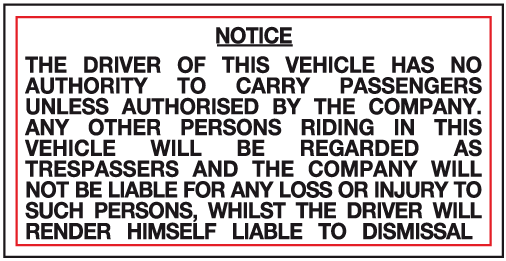 NOTICE
THE DRIVER OF THIS VEHICLE HAS NO
AUTHORITY TO CARRY PASSENGERS
UNLESS AUTHORISED BY THE COMPANY.
ANY OTHER PERSONS RIDING IN THIS
VEHICLE WILL BE REGARDED AS
TRESPASSERS AND THE COMPANY WILL
NOT BE LIABLE FOR ANY LOSS OR INJURY TO
SUCH PERSONS, WHILST THE DRIVER WILL
RENDER HIMSELF LIABLE TO DISMISSAL